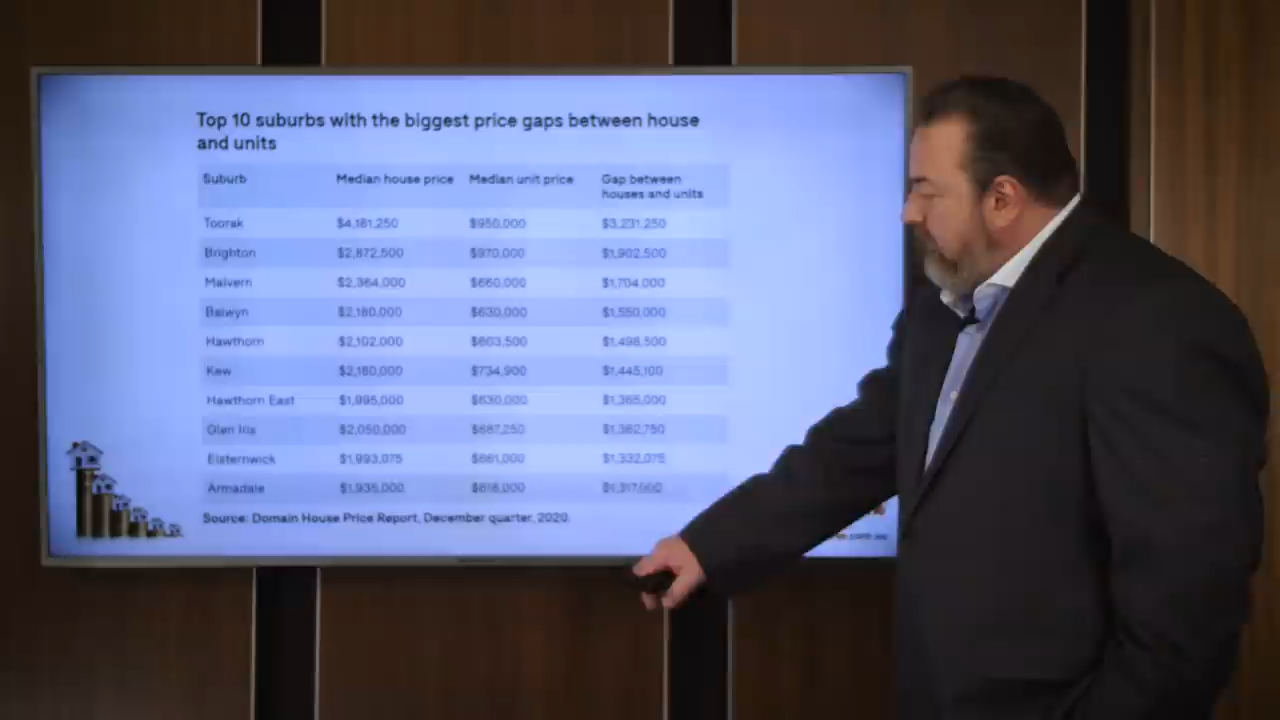 Top 10 suburbs with the biggest price gaps between house
and units
Suburb Median house price Median unit price Gap between
houses and units
Toorak $4,181,250 $950,000 $3,231,250
Brighton $2,872,500 $970,000 $1,902,500
Malvern $2,364,000 $660,000 $1,704,000
Balwyn $2,180,000 $630,000 $1,550,000
Hawthorn $2,102,000 $603,500 $1,498,500
Kew $2,180,000 $734,900 $1,445,100
Hawthorn East $1,995,000 $630,000 $1,365,000
Glen Iris $2,050,000 $687,250 $1,362,750
Elsternwick $1,993,075 $661,000 $1,332,075
Armadale $1,935,000 $618,000 $1,317,000
Source: Domain House Price Report, December quarter, 2020.
.com.au